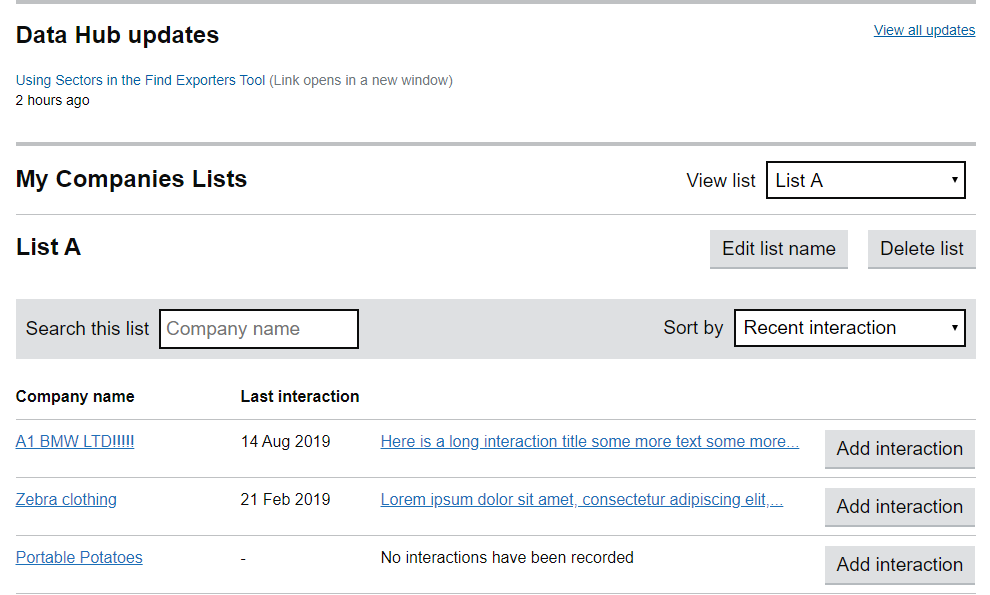 Data Hub updates
View all updates
Using Sectors in the Find Exporters Tool (Link opens in a new window)
2 hours ago
My Companies Lists
View list List A
List A
Edit list name Delete list
Search this list Company name Sort by Recent interaction
Company name Last interaction
A1 BMW LTD!!!!! 14 Aug 2019 Here is a long interaction title some more text some more... Add interaction
Zebra clothing 21 Feb 2019 Lorem ipsum dolor sit amet, consectetur adipiscing elit,... Add interaction
Portable Potatoes - No interactions have been recorded Add interaction